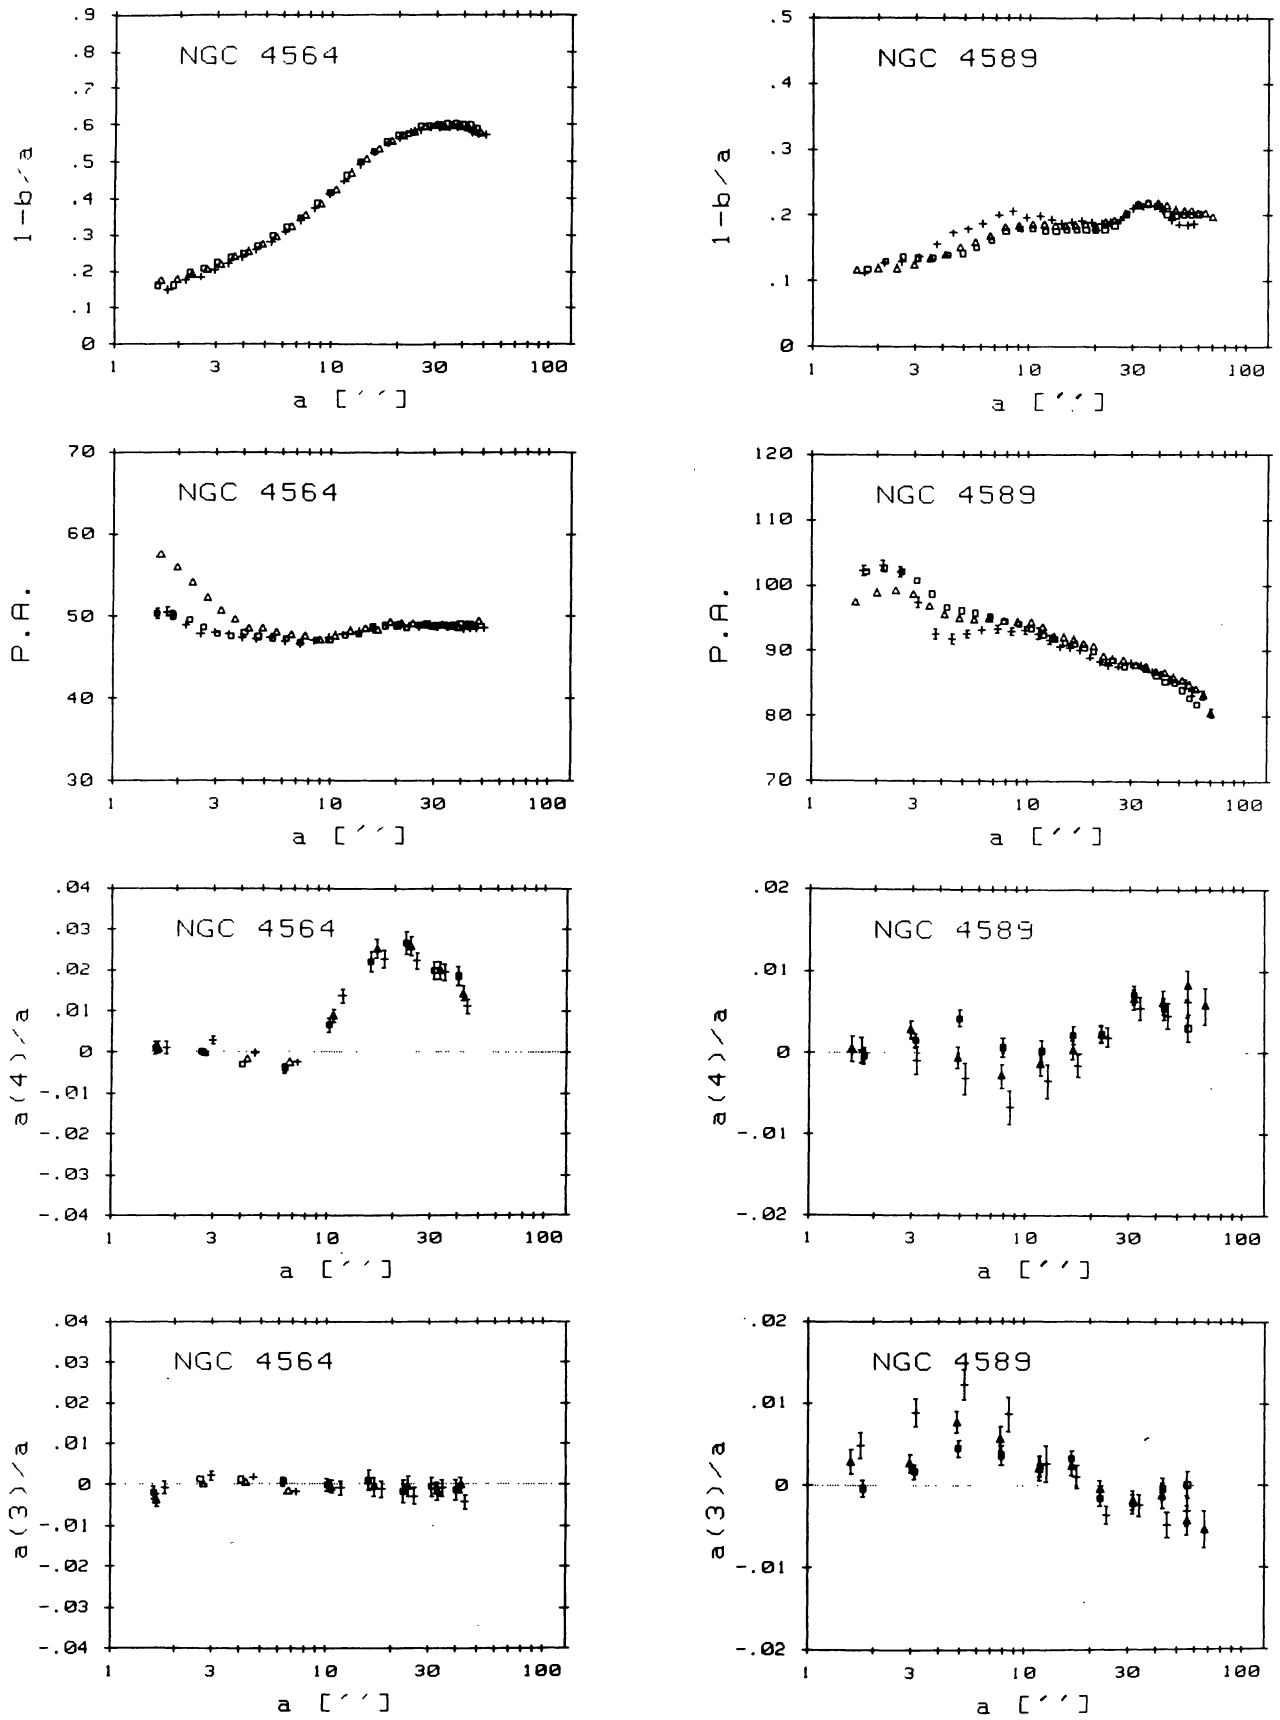 .9
.8
.7
.6
.5
.4
.3
.2
.1
0
1-b/a
NGC 4564
1 3 10 30 100
a [′′]
.5
.4
.3
.2
.1
0
1-b/a
NGC 4589
1 3 10 30 100
a [′′]
70
60
50
40
30
P.A.
NGC 4564
1 3 10 30 100
a [′′]
120
110
100
90
80
70
P.A.
NGC 4589
1 3 10 30 100
a [′′]
.04
.03
.02
.01
0
-.01
-.02
-.03
-.04
a(4)/a
NGC 4564
1 3 10 30 100
a [′′]
.02
.01
0
-.01
-.02
a(4)/a
NGC 4589
1 3 10 30 100
a [′′]
.04
.03
.02
.01
0
-.01
-.02
-.03
-.04
a(3)/a
NGC 4564
1 3 10 30 100
a [′′]
.02
.01
0
-.01
-.02
a(3)/a
NGC 4589
1 3 10 30 100
a [′′]